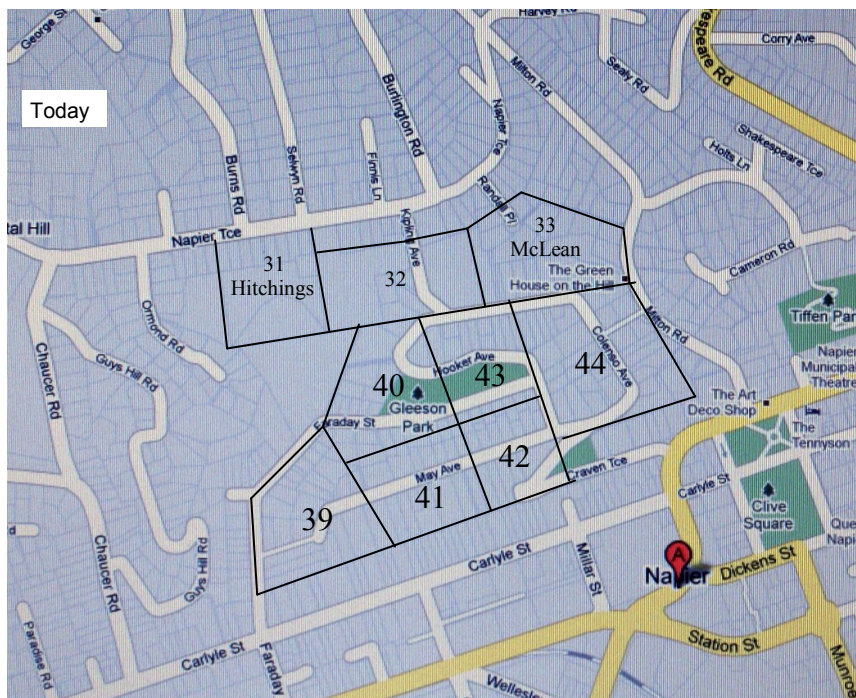 George St
Harvey Rd
Shakespeare Rd
Corry Ave
Sealy Rd
Milton Rd
Today
Burlington Rd
Napier Tce
Burns Rd
Selwyn Rd
Finnis Ln
Holts Ln
Shakespeare Tce
Randall Pl
Kipling Ave
Napier Tce
33
McLean
31
Hitchings
32
The Green
House on the Hill
Cameron Rd
Tiffen Par
Ormond Rd
Guys Hill Rd
Chaucer Rd
Milton Rd
Colenso Ave
Hooker Ave
40
43
44
Gleeson
Park
Faraday St
Napier
Municipal
Theatre
The Art
Deco Shop
The
Tennyson
May Ave
42
41
39
Craven Tce
Carlyle St
Clive
Square
Carlyle St
Millar St
A
Napier
Dickens St
Station St
Guys Hill Rd
Chaucer Rd
Paradise Rd
Carlyle St
Faraday
Munro